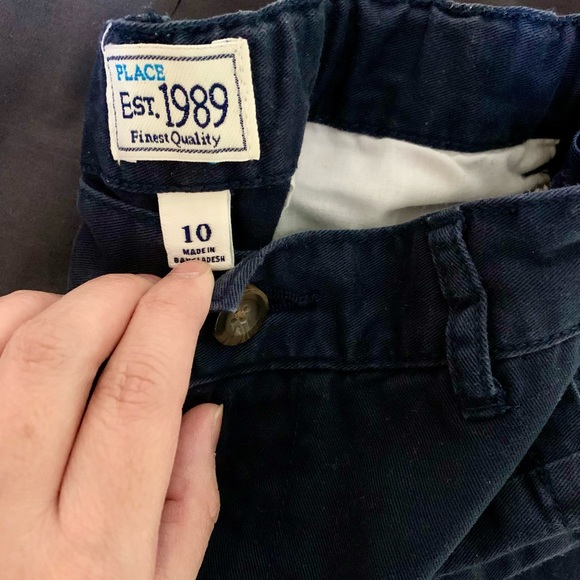 PLACE
EST. 1989
Finest Quality
10
MADE IN
BANGLADESH